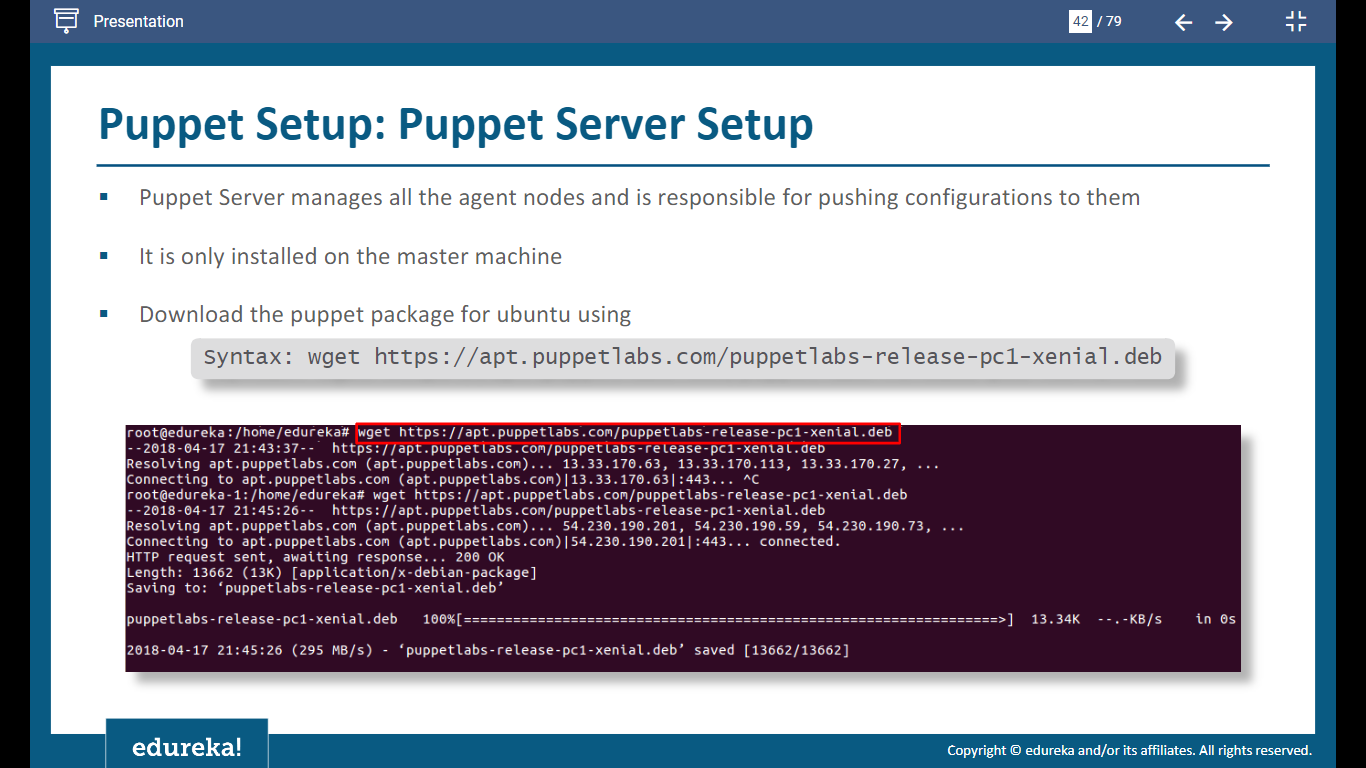 Presentation
42 / 79
Puppet Setup: Puppet Server Setup
▪ Puppet Server manages all the agent nodes and is responsible for pushing configurations to them
▪ It is only installed on the master machine
▪ Download the puppet package for ubuntu using
Syntax: wget https://apt.puppetlabs.com/puppetlabs-release-pc1-xenial.deb
root@edureka:/home/edureka# wget https://apt.puppetlabs.com/puppetlabs-release-pc1-xenial.deb
--2018-04-17 21:43:37--  https://apt.puppetlabs.com/puppetlabs-release-pc1-xenial.deb
Resolving apt.puppetlabs.com (apt.puppetlabs.com)... 13.33.170.63, 13.33.170.113, 13.33.170.27, ...
Connecting to apt.puppetlabs.com (apt.puppetlabs.com)|13.33.170.63|:443... ^C
root@edureka-1:/home/edureka# wget https://apt.puppetlabs.com/puppetlabs-release-pc1-xenial.deb
--2018-04-17 21:45:26--  https://apt.puppetlabs.com/puppetlabs-release-pc1-xenial.deb
Resolving apt.puppetlabs.com (apt.puppetlabs.com)... 54.230.190.201, 54.230.190.59, 54.230.190.73, ...
Connecting to apt.puppetlabs.com (apt.puppetlabs.com)|54.230.190.201|:443... connected.
HTTP request sent, awaiting response... 200 OK
Length: 13662 (13K) [application/x-debian-package]
Saving to: ‘puppetlabs-release-pc1-xenial.deb’
puppetlabs-release-pc1-xenial.deb   100%[=================================================================>]  13.34K  --.-KB/s    in 0s
2018-04-17 21:45:26 (295 MB/s) - ‘puppetlabs-release-pc1-xenial.deb’ saved [13662/13662]
edureka!
Copyright © edureka and/or its affiliates. All rights reserved.